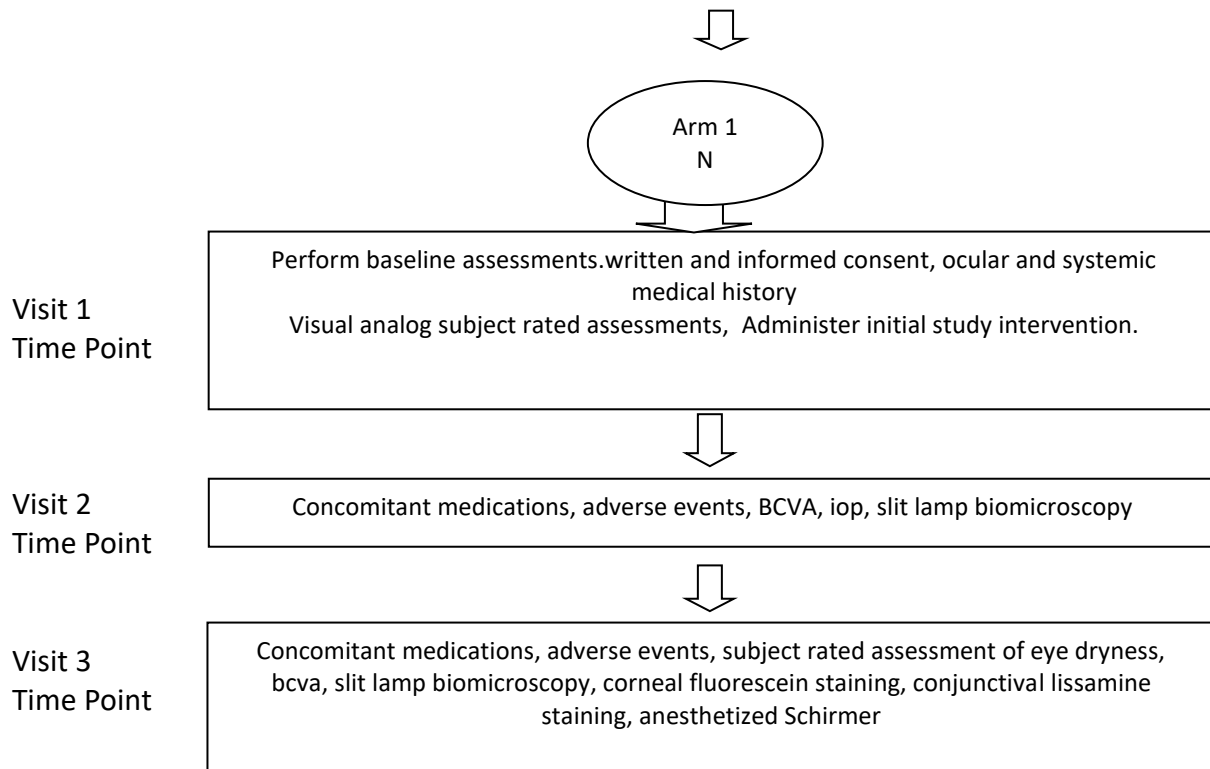 Arm 1
N
Perform baseline assessments.written and informed consent, ocular and systemic
medical history
Visual analog subject rated assessments, Administer initial study intervention.
Visit 1
Time Point
Visit 2
Time Point
Concomitant medications, adverse events, BCVA, iop, slit lamp biomicroscopy
Visit 3
Time Point
Concomitant medications, adverse events, subject rated assessment of eye dryness,
bcva, slit lamp biomicroscopy, corneal fluorescein staining, conjunctival lissamine
staining, anesthetized Schirmer